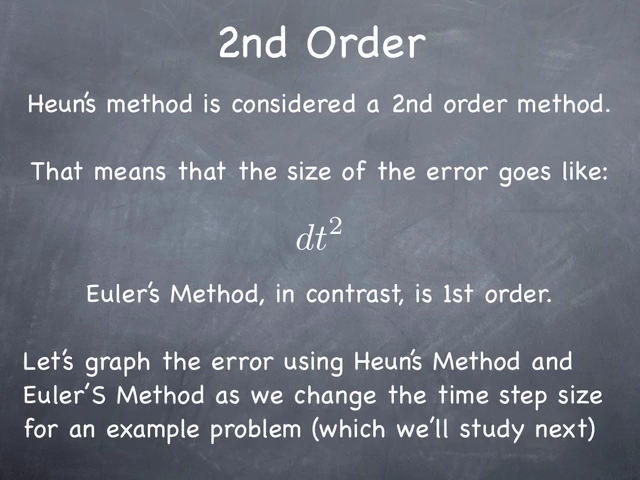 2nd Order
Heun's method is considered a 2nd order method.
That means that the size of the error goes like:
dt²
Euler's Method, in contrast, is 1st order.
Let's graph the error using Heun's Method and
Euler'S Method as we change the time step size
for an example problem (which we'll study next)